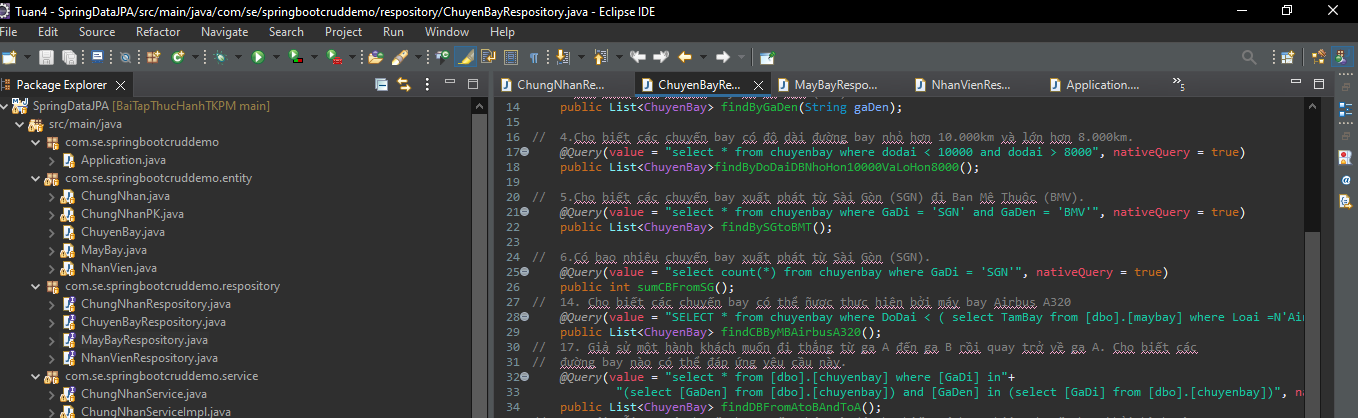 Tuan4 - SpringDataJPA/src/main/java/com/se/springbootcruddemo/respository/ChuyenBayRespository.java - Eclipse IDE
File Edit Source Refactor Navigate Search Project Run Window Help
Package Explorer
ChungNhanRe... ChuyenBayRe... MayBayRespo... NhanVienRes... Application.... »5
SpringDataJPA [BaiTapThucHanhTKPM main]
src/main/java
com.se.springbootcruddemo
Application.java
com.se.springbootcruddemo.entity
ChungNhan.java
ChungNhanPK.java
ChuyenBay.java
MayBay.java
NhanVien.java
com.se.springbootcruddemo.respository
ChungNhanRespository.java
ChuyenBayRespository.java
MayBayRespository.java
NhanVienRespository.java
com.se.springbootcruddemo.service
ChungNhanService.java
ChungNhanServiceImpl.java
14 public List<ChuyenBay> findByGaDen(String gaDen);
15
16 // 4.Cho biết các chuyến bay có độ dài đường bay nhỏ hơn 10.000km và lớn hơn 8.000km.
17 @Query(value = "select * from chuyenbay where dodai < 10000 and dodai > 8000", nativeQuery = true)
18 public List<ChuyenBay>findByDoDaiDBNhoHon10000VaLoHon8000();
19
20 // 5.Cho biết các chuyến bay xuất phát từ Sài Gòn (SGN) đi Ban Mê Thuộc (BMV).
21 @Query(value = "select * from chuyenbay where GaDi = 'SGN' and GaDen = 'BMV'", nativeQuery = true)
22 public List<ChuyenBay> findBySGtoBMT();
23
24 // 6.Có bao nhiêu chuyến bay xuất phát từ Sài Gòn (SGN).
25 @Query(value = "select count(*) from chuyenbay where GaDi = 'SGN'", nativeQuery = true)
26 public int sumCBFromSG();
27 // 14. Cho biết các chuyến bay có thể được thực hiện bởi máy bay Airbus A320
28 @Query(value = "SELECT * from chuyenbay where DoDai < ( select TamBay from [dbo].[maybay] where Loai =N'Air
29 public List<ChuyenBay> findCBByMBAirbusA320();
30 // 17. Giả sử một hành khách muốn đi thẳng từ ga A đến ga B rồi quay trở về ga A. Cho biết các
31 // đường bay nào có thể đáp ứng yêu cầu này.
32 @Query(value = "select * from [dbo].[chuyenbay] where [GaDi] in"+
33 "(select [GaDen] from [dbo].[chuyenbay]) and [GaDen] in (select [GaDi] from [dbo].[chuyenbay])", na
34 public List<ChuyenBay> findDBFromAtoBAndToA();